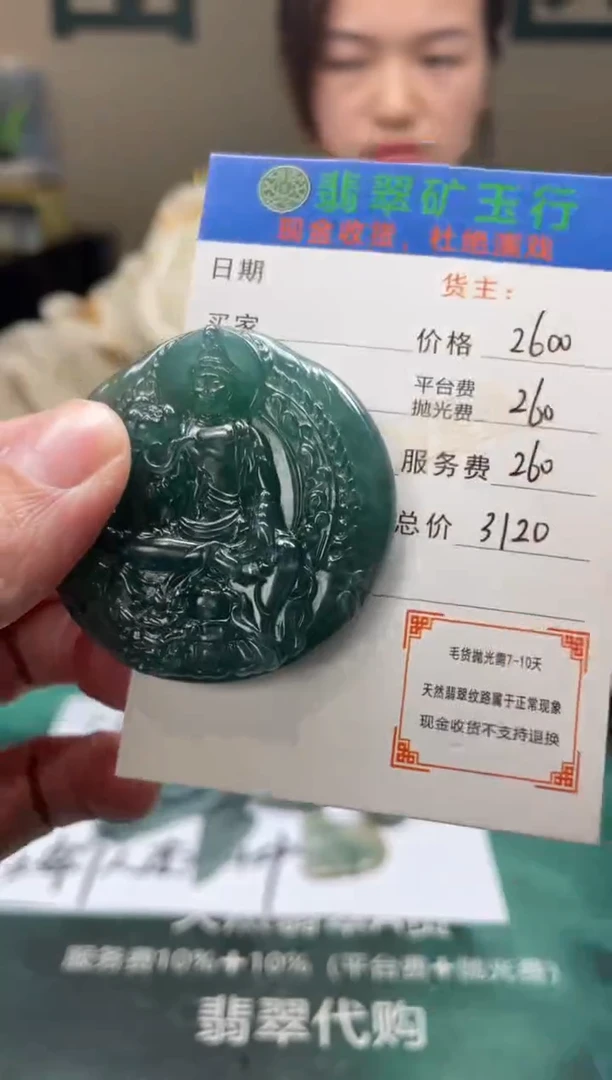 翡翠矿玉行
现金收货，杜绝游戏
日期
货主：
买家
价格 2600
平台费
抛光费 260
服务费 260
总价 3120
毛货抛光需7-10天
天然翡翠纹路属于正常现象
现金收货不支持退换
服务费10%+10%（平台费+抛光费）
翡翠代购